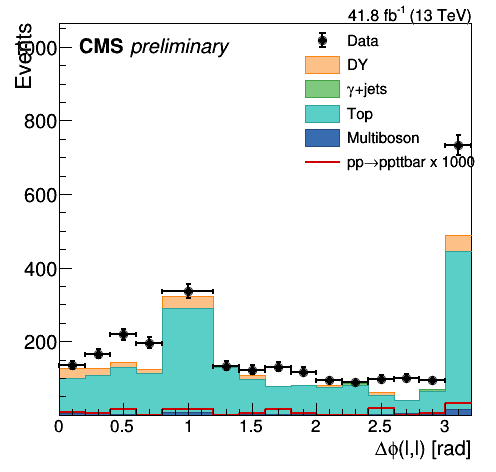 41.8 fb⁻¹ (13 TeV)
CMS preliminary
Events
Data
DY
γ+jets
Top
Multiboson
pp→ppttbar x 1000
1000
800
600
400
200
0 0.5 1 1.5 2 2.5 3
Δϕ(l,l) [rad]